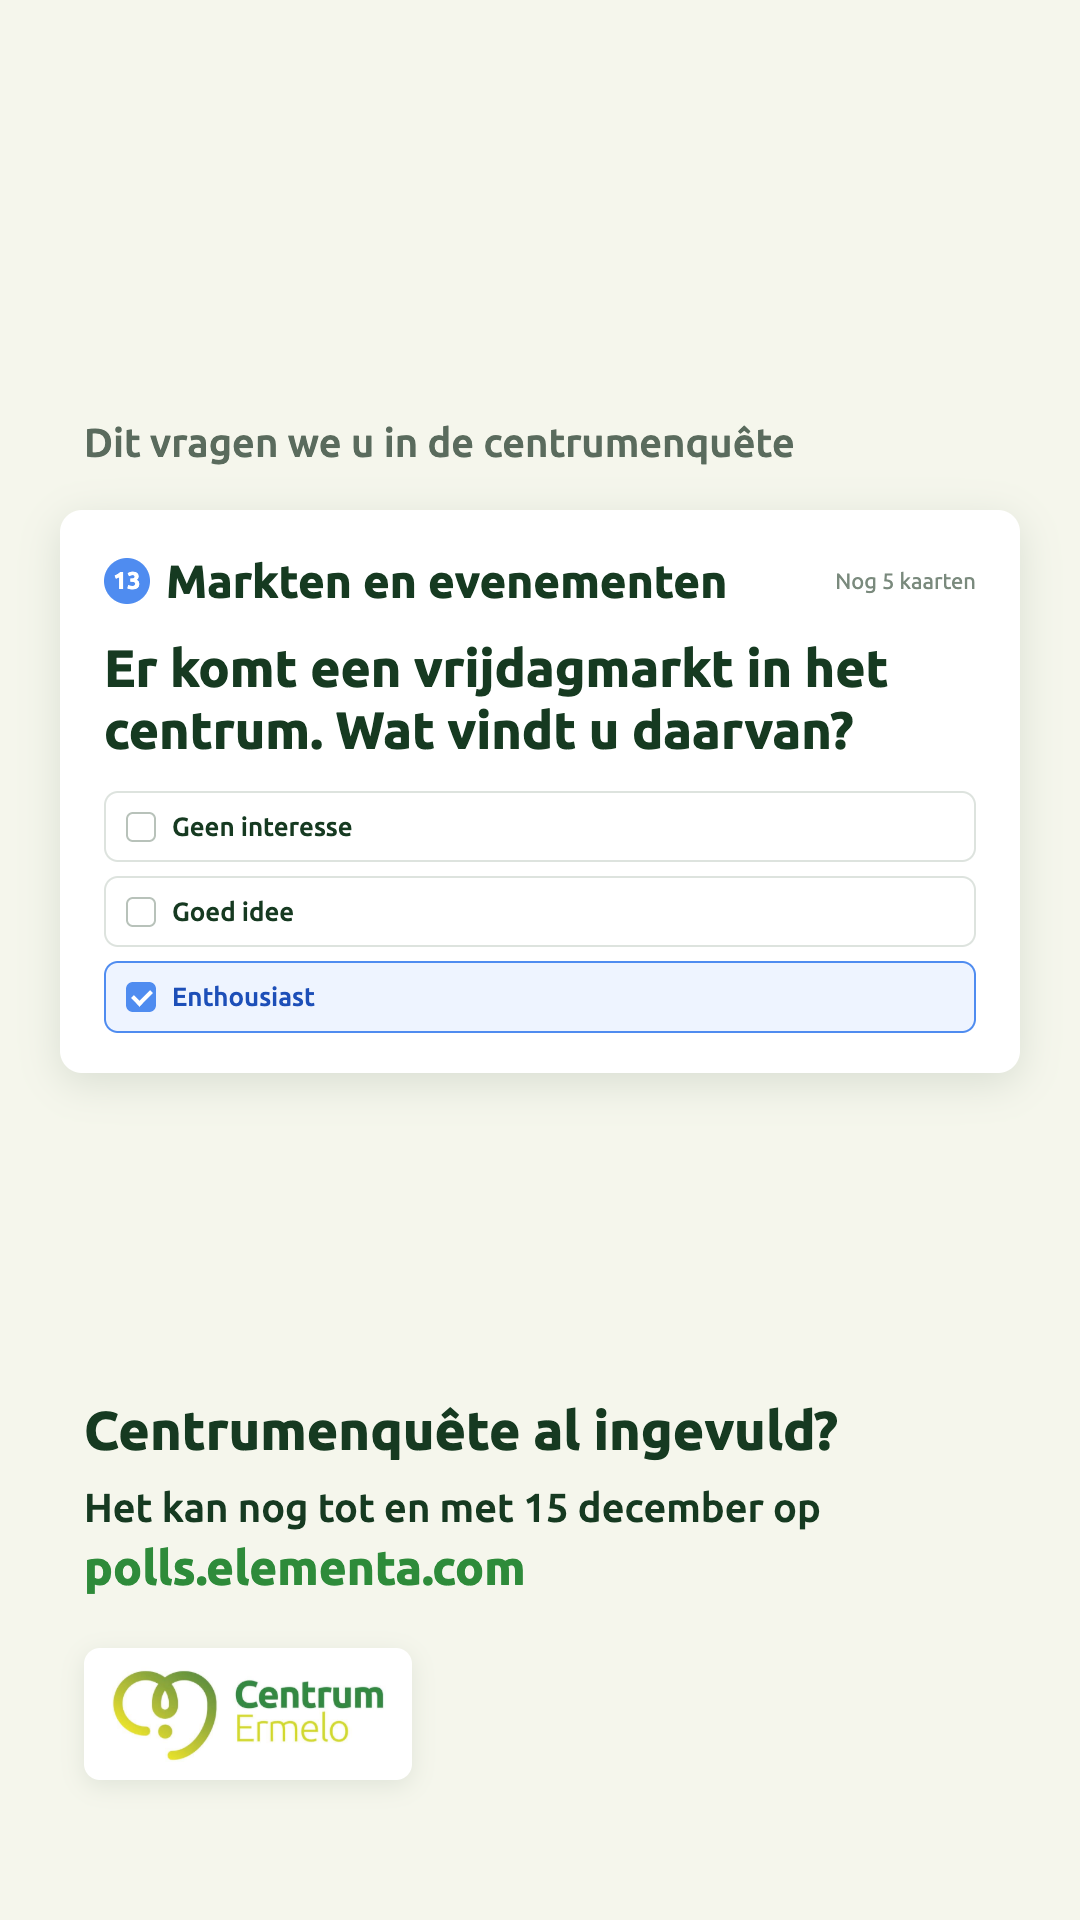 Dit vragen we u in de centrumenquête
13 Markten en evenementen Nog 5 kaarten
Er komt een vrijdagmarkt in het
centrum. Wat vindt u daarvan?
Geen interesse
Goed idee
Enthousiast
Centrumenquête al ingevuld?
Het kan nog tot en met 15 december op
polls.elementa.com
Centrum
Ermelo